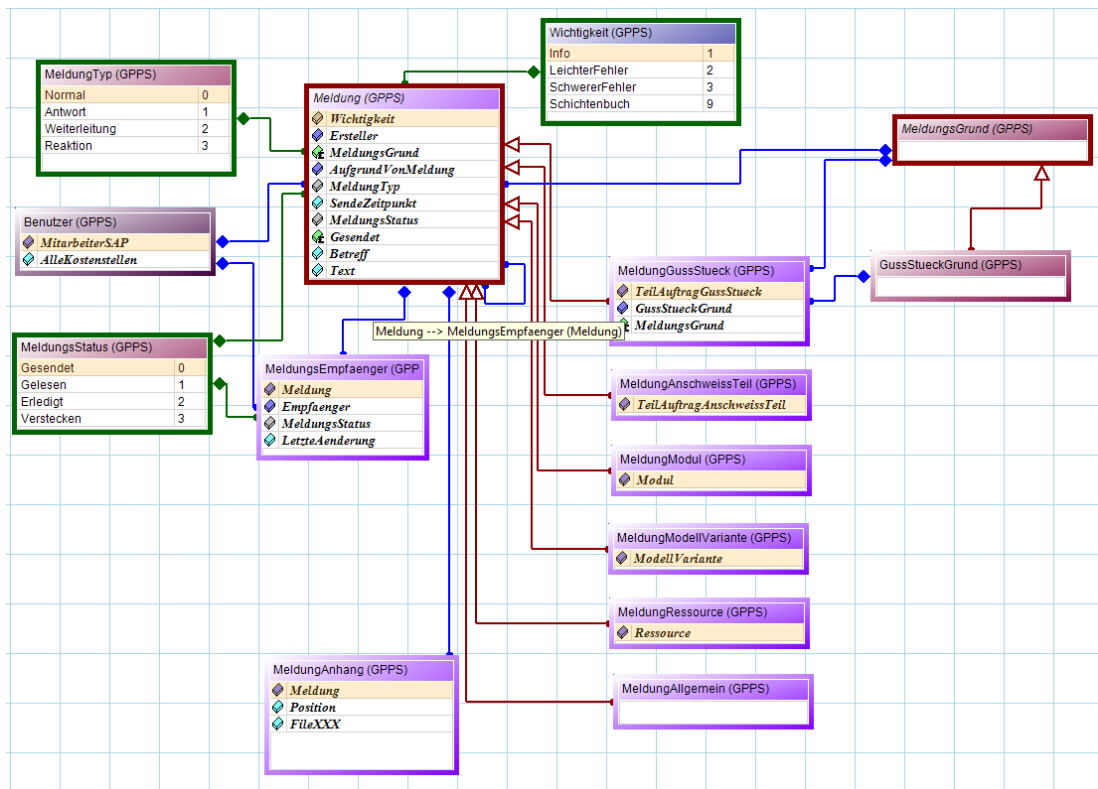 MeldungTyp (GPPS)
Normal 0
Antwort 1
Weiterleitung 2
Reaktion 3
Wichtigkeit (GPPS)
Info 1
LeichterFehler 2
SchwererFehler 3
Schichtenbuch 9
Meldung (GPPS)
Wichtigkeit
Ersteller
MeldungsGrund
AufgrundVonMeldung
MeldungTyp
SendeZeitpunkt
MeldungsStatus
Gesendet
Betreff
Text
MeldungsGrund (GPPS)
Benutzer (GPPS)
MitarbeiterSAP
AlleKostenstellen
MeldungGussStueck (GPPS)
TeilAuftragGussStueck
GussStueckGrund
MeldungsGrund
GussStueckGrund (GPPS)
Meldung --> MeldungsEmpfaenger (Meldung)
MeldungsStatus (GPPS)
Gesendet 0
Gelesen 1
Erledigt 2
Verstecken 3
MeldungsEmpfaenger (GPP
Meldung
Empfaenger
MeldungsStatus
LetzteAenderung
MeldungAnschweissTeil (GPPS)
TeilAuftragAnschweissTeil
MeldungModul (GPPS)
Modul
MeldungModellVariante (GPPS)
ModellVariante
MeldungRessource (GPPS)
Ressource
MeldungAnhang (GPPS)
Meldung
Position
FileXXX
MeldungAllgemein (GPPS)